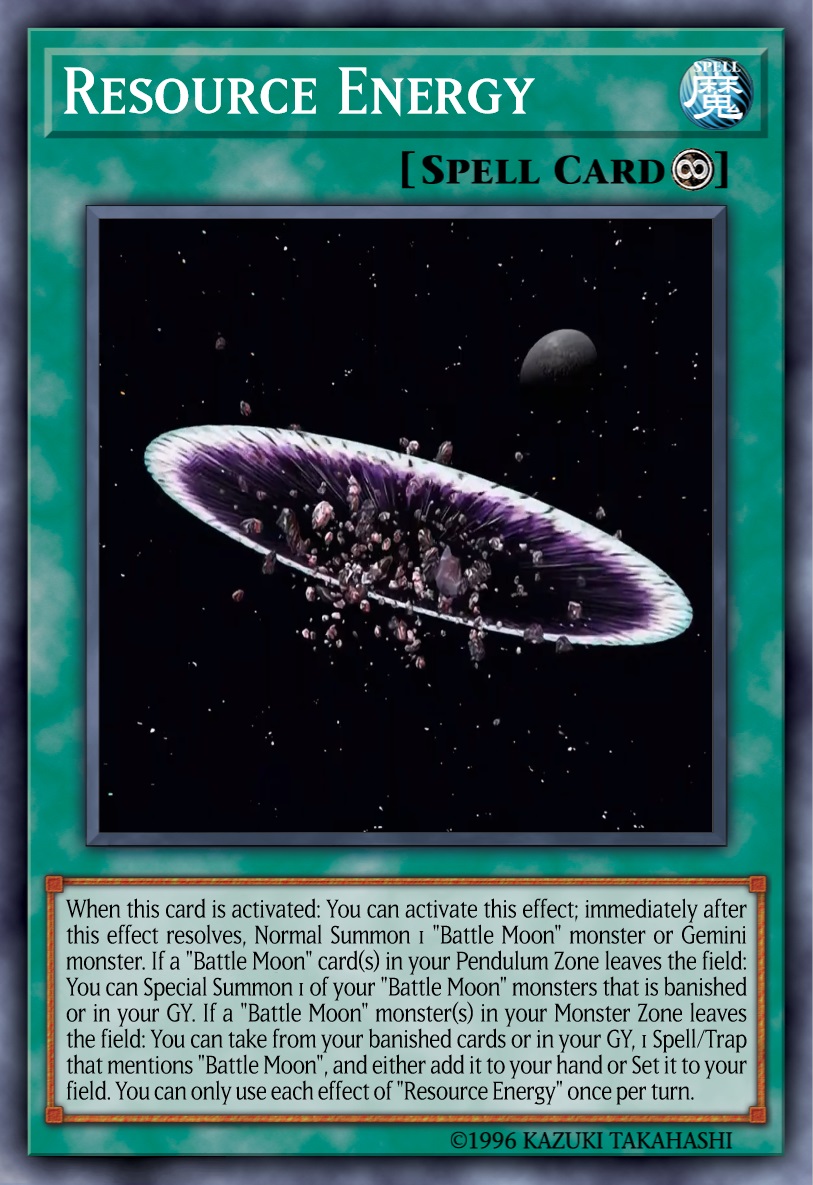 Resource Energy
SPELL
魔
[Spell Card]
When this card is activated: You can activate this effect; immediately after
this effect resolves, Normal Summon 1 "Battle Moon" monster or Gemini
monster. If a "Battle Moon" card(s) in your Pendulum Zone leaves the field:
You can Special Summon 1 of your "Battle Moon" monsters that is banished
or in your GY. If a "Battle Moon" monster(s) in your Monster Zone leaves
the field: You can take from your banished cards or in your GY, 1 Spell/Trap
that mentions "Battle Moon", and either add it to your hand or Set it to your
field. You can only use each effect of "Resource Energy" once per turn.
©1996 KAZUKI TAKAHASHI